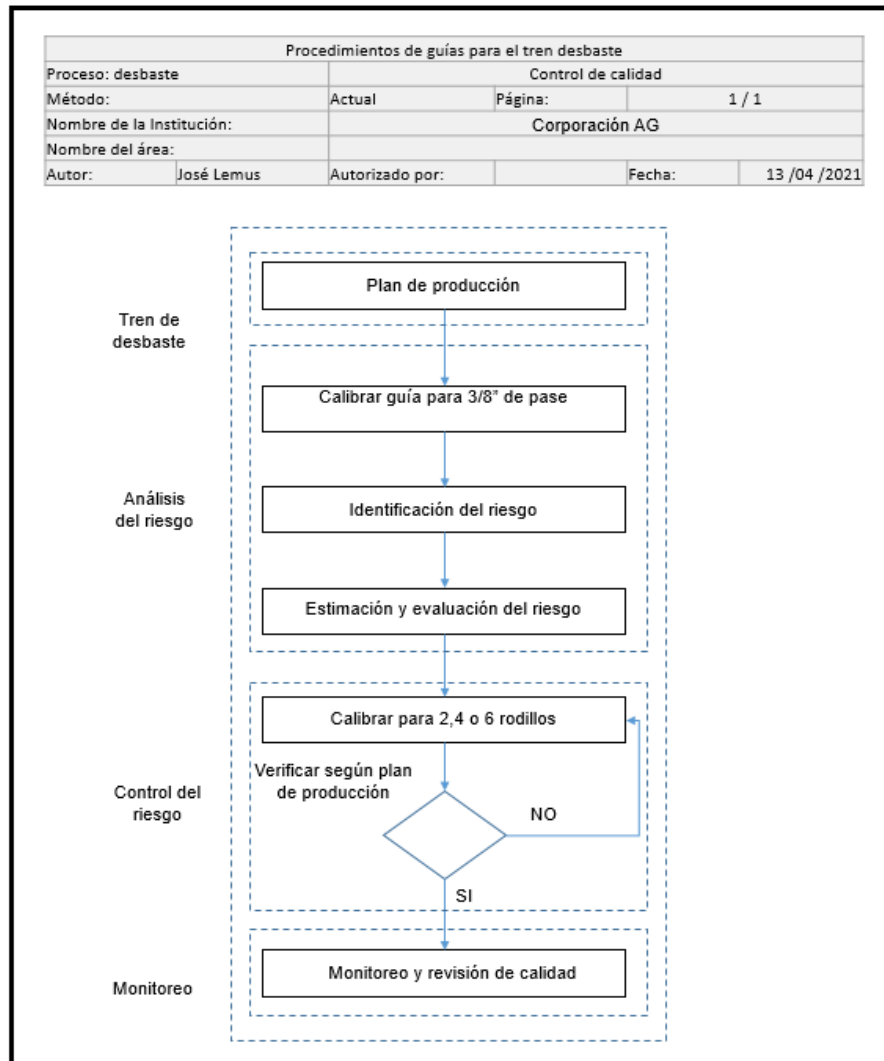 Procedimientos de guías para el tren desbaste
Proceso: desbaste Control de calidad
Método: Actual Página: 1 / 1
Nombre de la Institución: Corporación AG
Nombre del área:
Autor: José Lemus Autorizado por: Fecha: 13 /04 /2021
Plan de producción
Tren de
desbaste
Calibrar guía para 3/8” de pase
Análisis
del riesgo
Identificación del riesgo
Estimación y evaluación del riesgo
Calibrar para 2,4 o 6 rodillos
Verificar según plan
de producción
Control del
riesgo
NO
SI
Monitoreo y revisión de calidad
Monitoreo